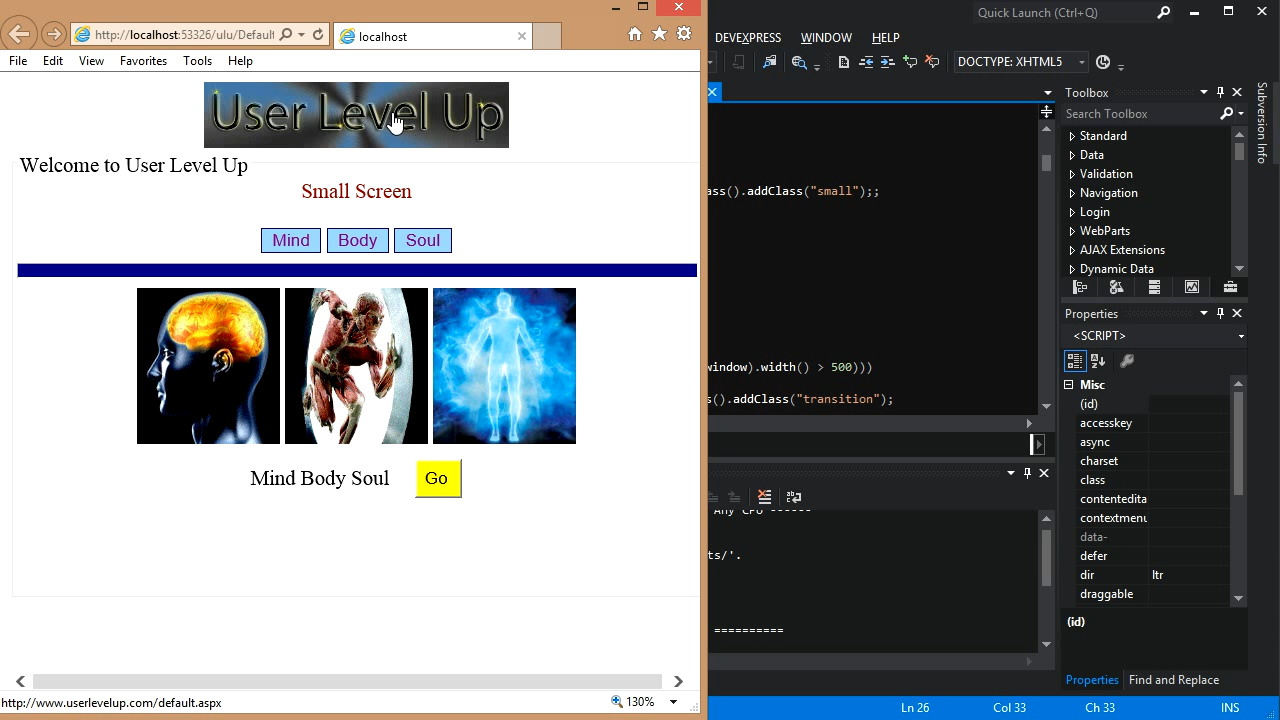 http://localhost:53326/ulu/Default
localhost
File Edit View Favorites Tools Help
User Level Up
Welcome to User Level Up
Small Screen
Mind Body Soul
Mind Body Soul Go
130%
http://www.userlevelup.com/default.aspx
Quick Launch (Ctrl+Q)
DEVEXPRESS WINDOW HELP
DOCTYPE: XHTML5
ass().addClass("small");;
window).width() > 500)))
s().addClass("transition");
Any CPU ------
ts/'.
==========
Toolbox
Search Toolbox
Standard
Data
Validation
Navigation
Login
WebParts
AJAX Extensions
Dynamic Data
Properties
<SCRIPT>
Misc
(id)
accesskey
async
charset
class
contentedita
contextmenu
data-
defer
dir ltr
draggable
(id)
Properties Find and Replace
Subversion Info
Ln 26 Col 33 Ch 33 INS